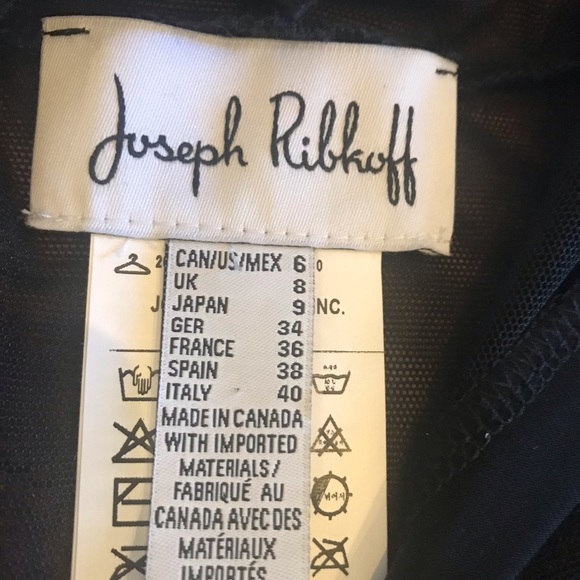 Joseph Ribkoff
CAN/US/MEX 6
UK 8
JAPAN 9
GER 34
FRANCE 36
SPAIN 38
ITALY 40
MADE IN CANADA
WITH IMPORTED
MATERIALS/
FABRIQUÉ AU
CANADA AVEC DES
MATÉRIAUX
INC.